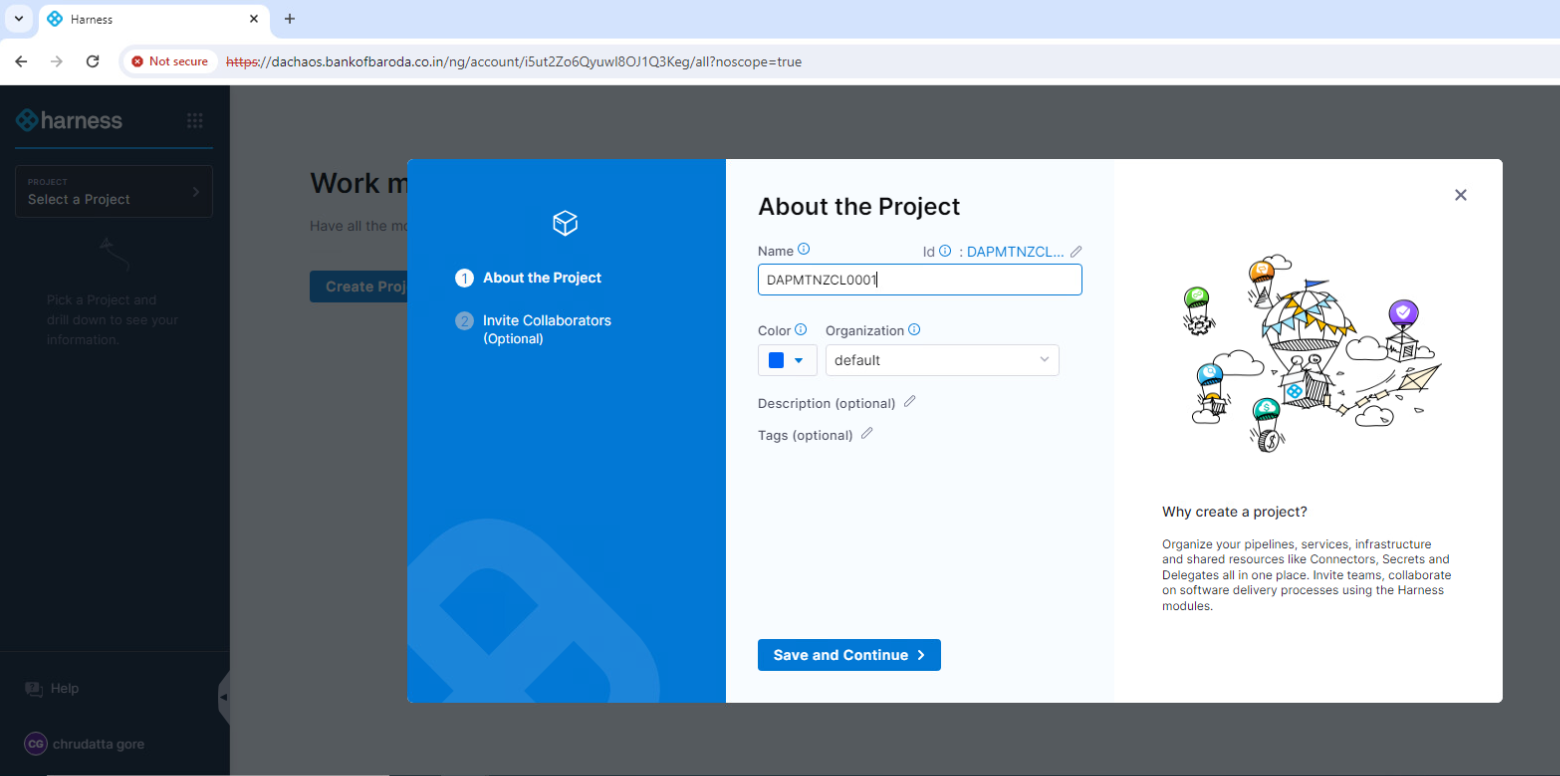 Harness
Not secure
https://dachaos.bankofbaroda.co.in/ng/account/i5ut2Zo6QyuwI8OJ1Q3Keg/all?noscope=true
harness
PROJECT
Select a Project
Pick a Project and
drill down to see your
information.
Help
CG chrudatta gore
Work m
Have all the mo
Create Proj
1 About the Project
2 Invite Collaborators
(Optional)
About the Project
Name
Id : DAPMTNZCL...
DAPMTNZCL0001
Color
Organization
default
Description (optional)
Tags (optional)
Save and Continue
Why create a project?
Organize your pipelines, services, infrastructure
and shared resources like Connectors, Secrets and
Delegates all in one place. Invite teams, collaborate
on software delivery processes using the Harness
modules.